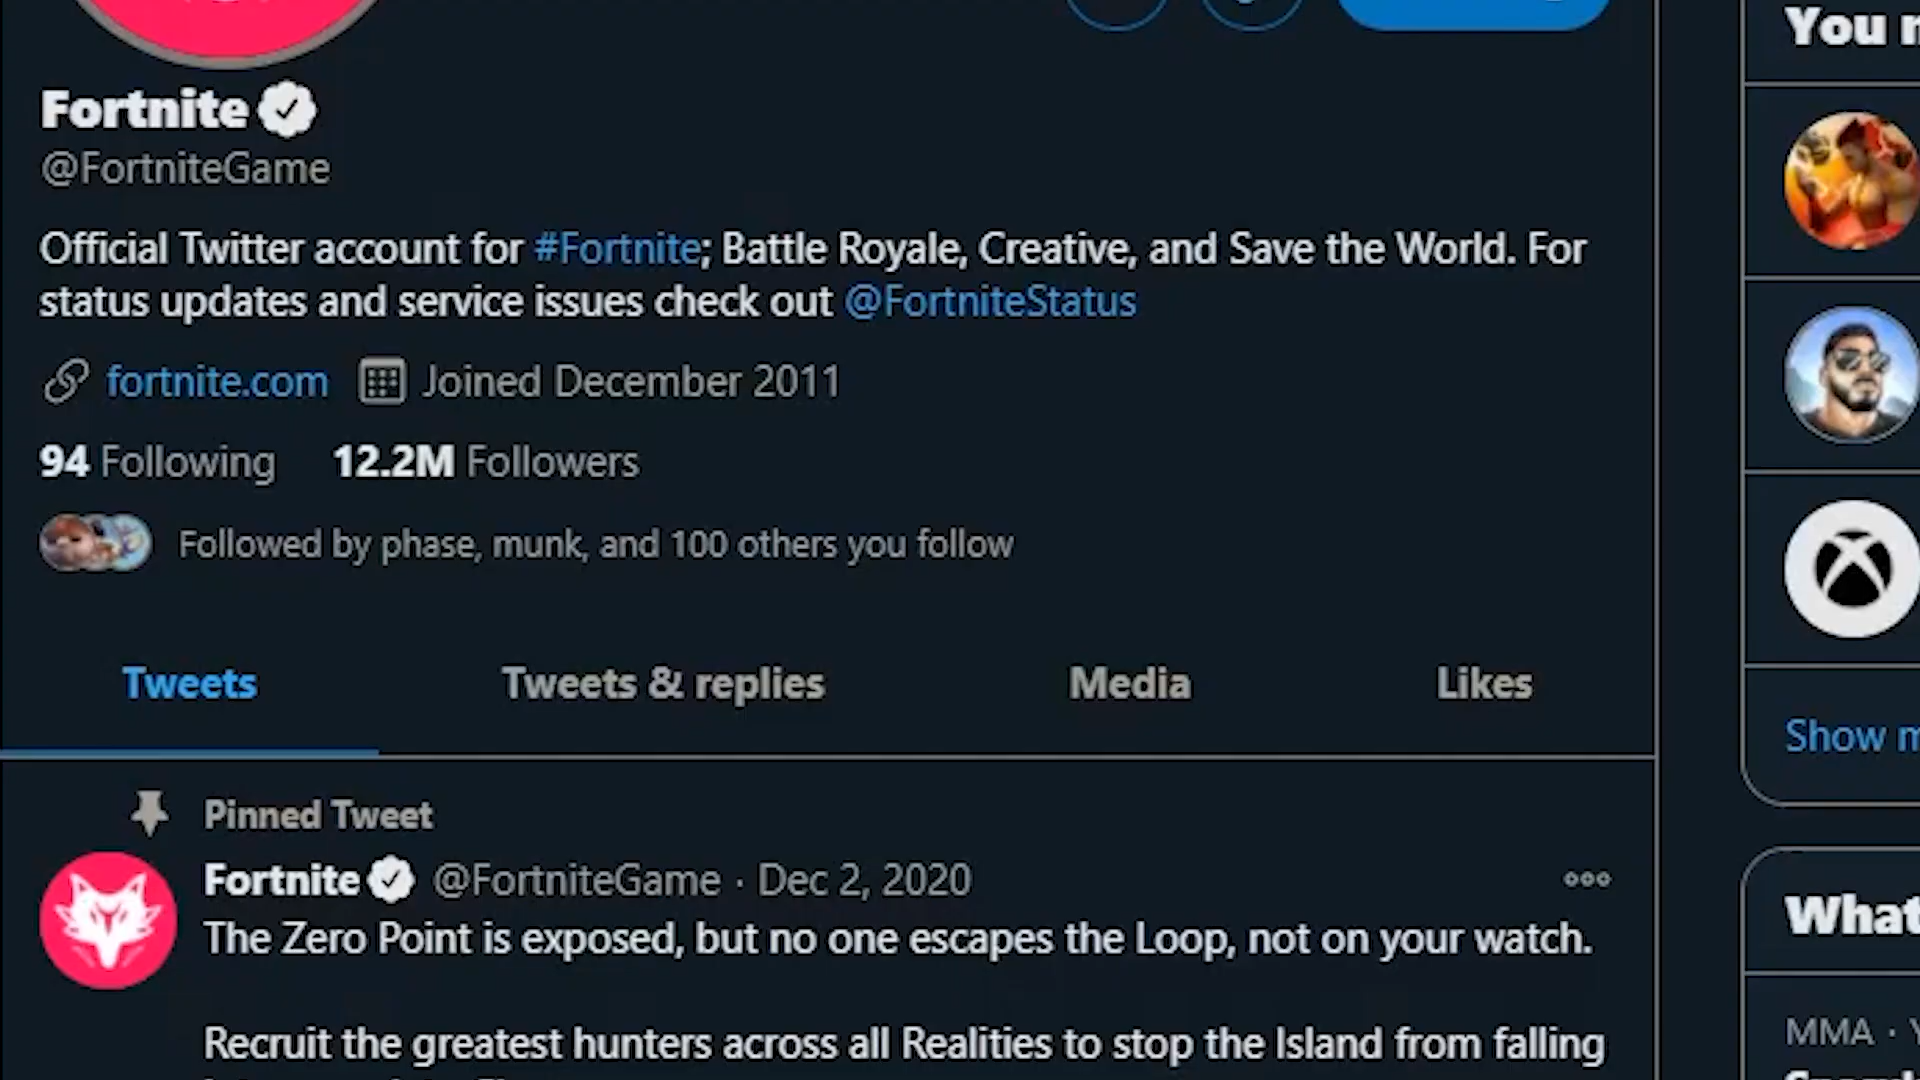 You
Fortnite
@FortniteGame
Official Twitter account for #Fortnite; Battle Royale, Creative, and Save the World. For
status updates and service issues check out @FortniteStatus
fortnite.com Joined December 2011
94 Following 12.2M Followers
Followed by phase, munk, and 100 others you follow
Tweets Tweets & replies Media Likes
Show
Pinned Tweet
Fortnite @FortniteGame · Dec 2, 2020
The Zero Point is exposed, but no one escapes the Loop, not on your watch.
Recruit the greatest hunters across all Realities to stop the Island from falling
What
MMA ·